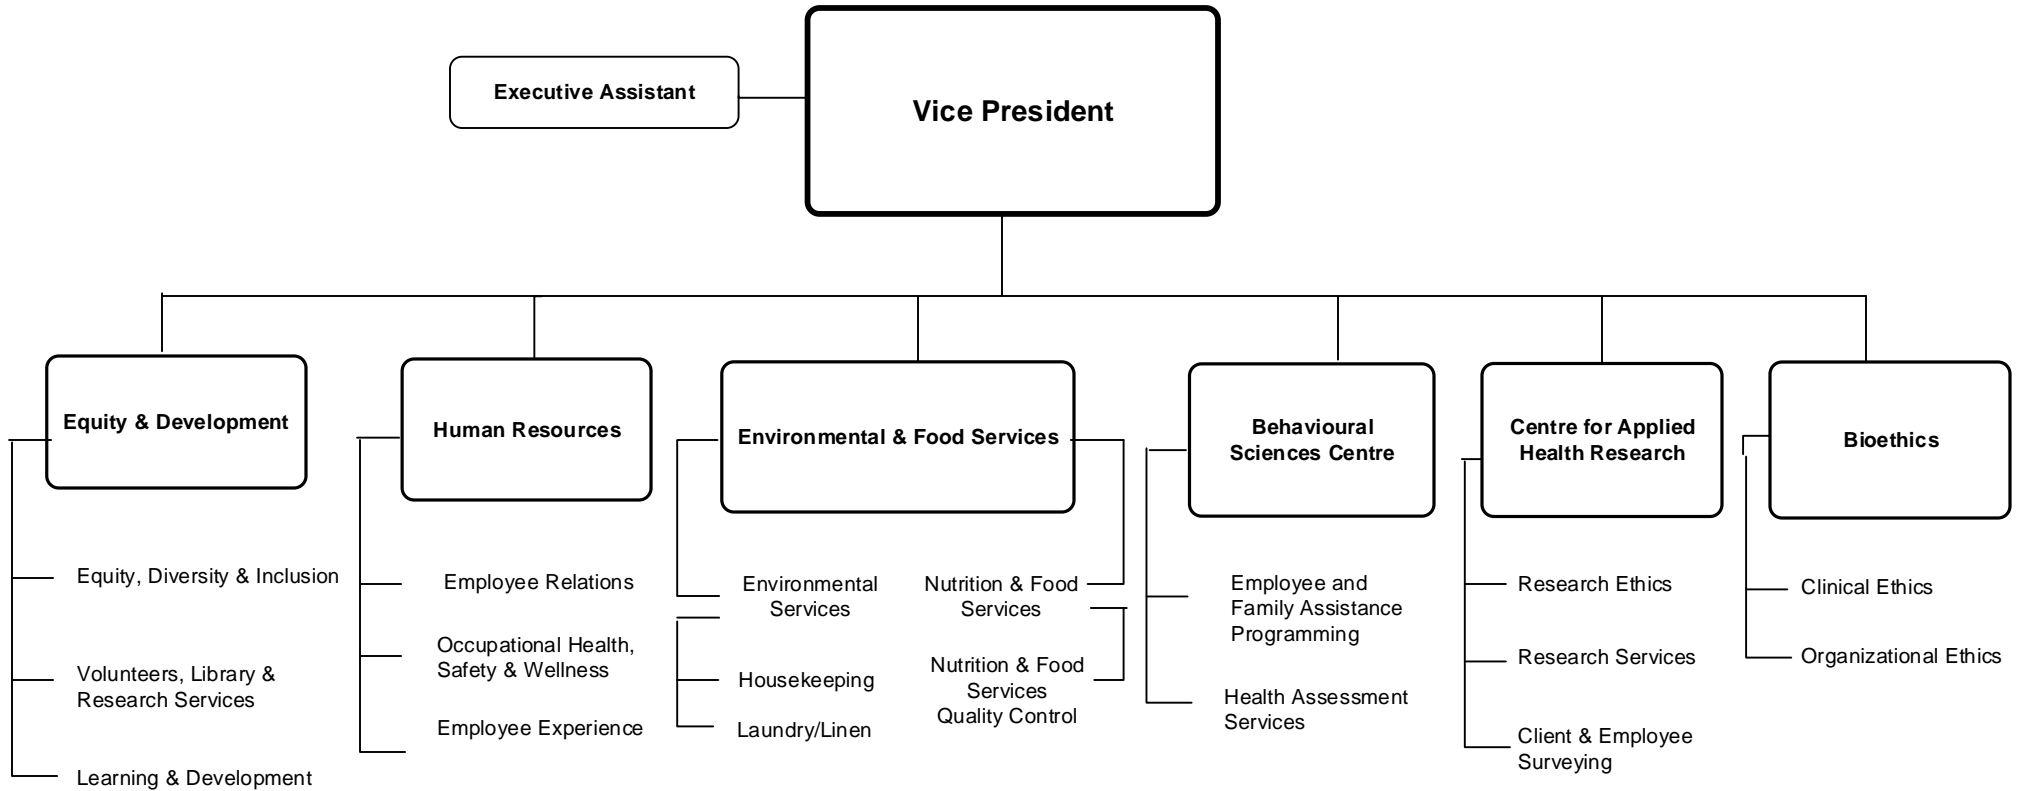 Executive Assistant
Vice President
Equity & Development
Equity, Diversity & Inclusion
Volunteers, Library &
Research Services
Learning & Development
Human Resources
Employee Relations
Occupational Health,
Safety & Wellness
Employee Experience
Environmental & Food Services
Environmental
Services
Housekeeping
Laundry/Linen
Nutrition & Food
Services
Nutrition & Food
Services
Quality Control
Behavioural
Sciences Centre
Employee and
Family Assistance
Programming
Health Assessment
Services
Centre for Applied
Health Research
Research Ethics
Research Services
Client & Employee
Surveying
Bioethics
Clinical Ethics
Organizational Ethics